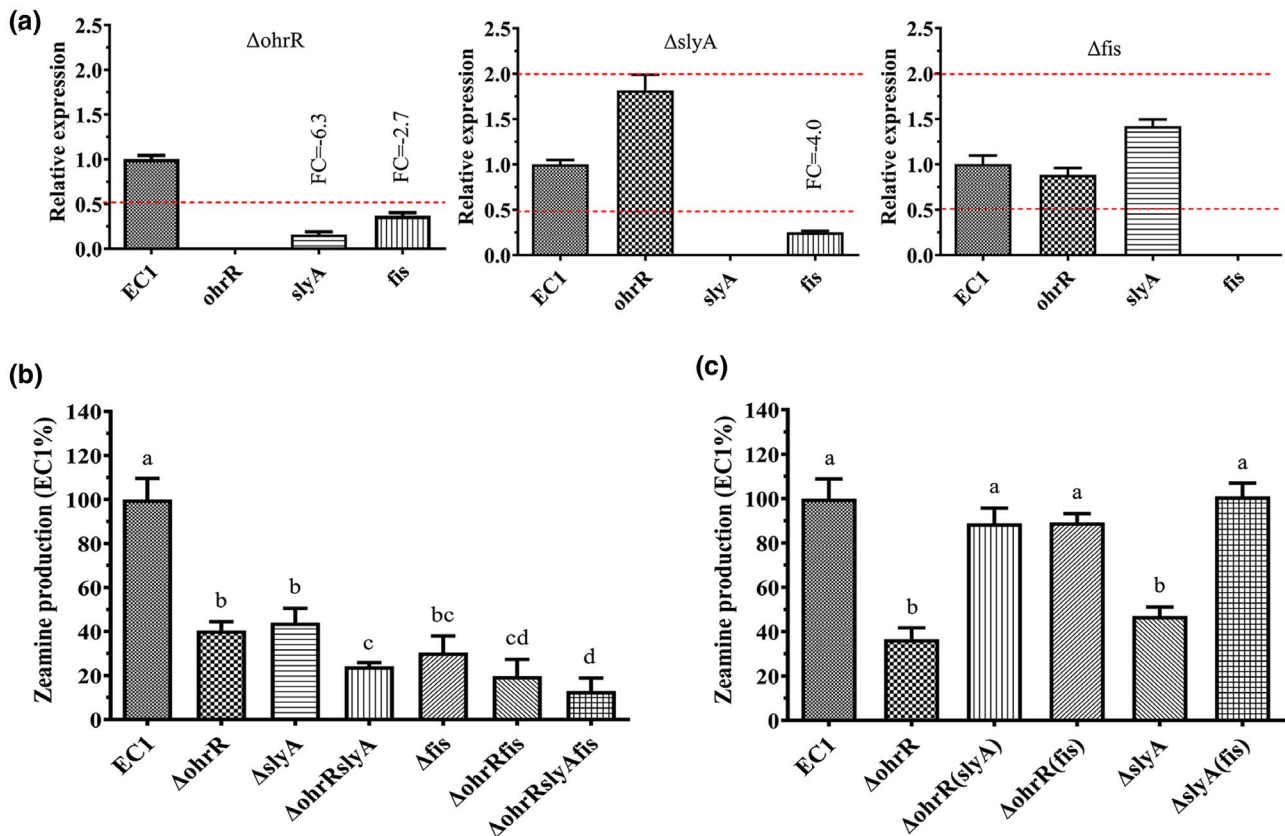 (a)
ΔohrR
Relative expression
2.5
2.0
1.5
1.0
0.5
0.0
FC=-6.3
FC=-2.7
EC1
ohrR
slyA
fis
ΔslyA
Relative expression
2.5
2.0
1.5
1.0
0.5
0.0
FC=-4.0
EC1
ohrR
slyA
fis
Δfis
Relative expression
2.5
2.0
1.5
1.0
0.5
0.0
EC1
ohrR
slyA
fis
(b)
Zeamine production (EC1%)
140
120
100
80
60
40
20
0
a
b
b
c
bc
cd
d
EC1
ΔohrR
ΔslyA
ΔohrRslyA
Δfis
ΔohrRfis
ΔohrRslyAfis
(c)
Zeamine production (EC1%)
140
120
100
80
60
40
20
0
a
b
a
a
b
a
EC1
ΔohrR
ΔohrR(slyA)
ΔohrR(fis)
ΔslyA
ΔslyA(fis)